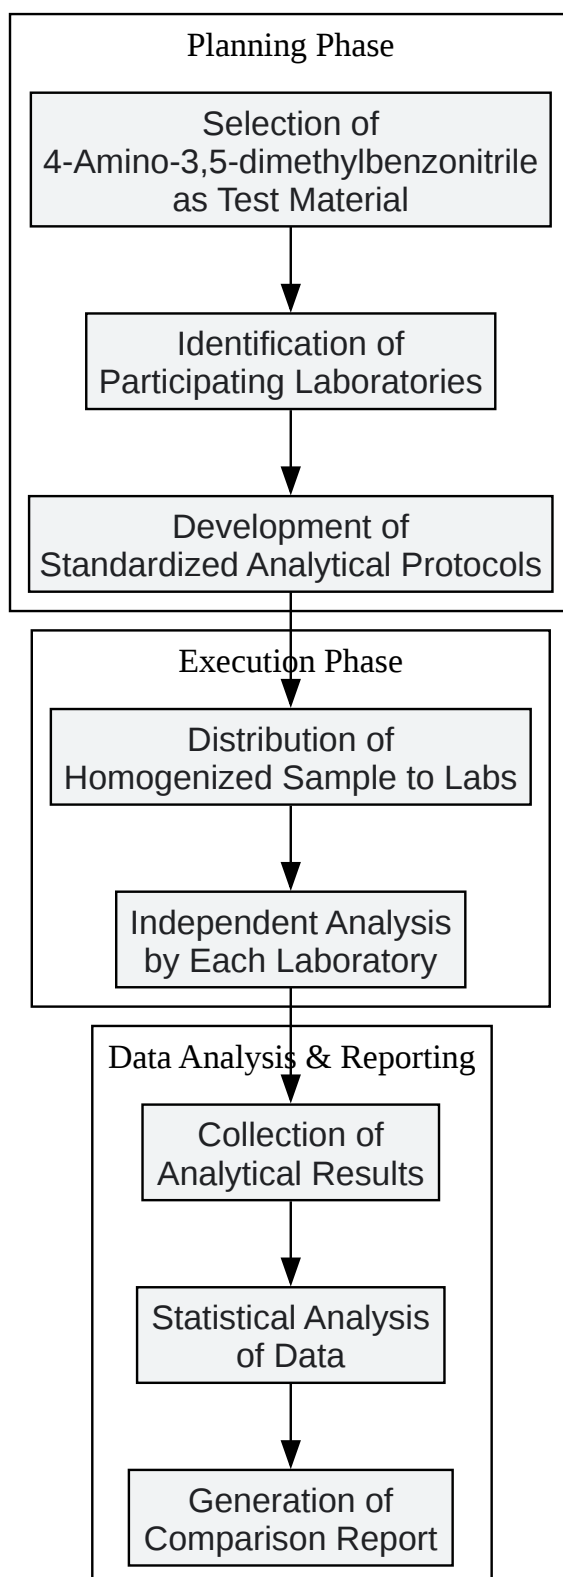 Planning Phase
Selection of
4-Amino-3,5-dimethylbenzonitrile
as Test Material
Identification of
Participating Laboratories
Development of
Standardized Analytical Protocols
Execution Phase
Distribution of
Homogenized Sample to Labs
Independent Analysis
by Each Laboratory
Data Analysis & Reporting
Collection of
Analytical Results
Statistical Analysis
of Data
Generation of
Comparison Report